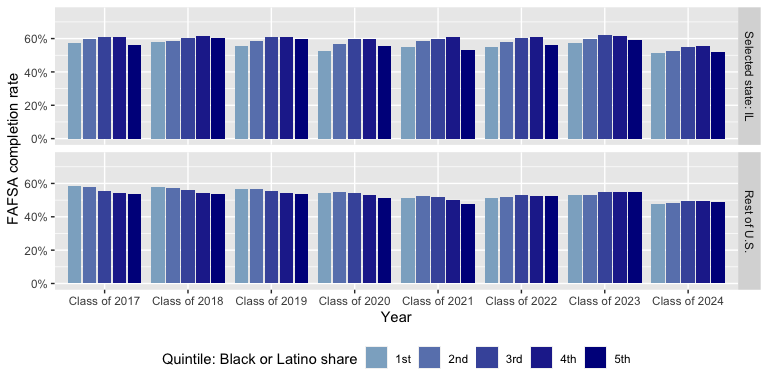 60%
40%
20%
0%
Selected state: IL
60%
40%
20%
0%
Rest of U.S.
FAFSA completion rate
Class of 2017 Class of 2018 Class of 2019 Class of 2020 Class of 2021 Class of 2022 Class of 2023 Class of 2024
Year
Quintile: Black or Latino share 1st 2nd 3rd 4th 5th